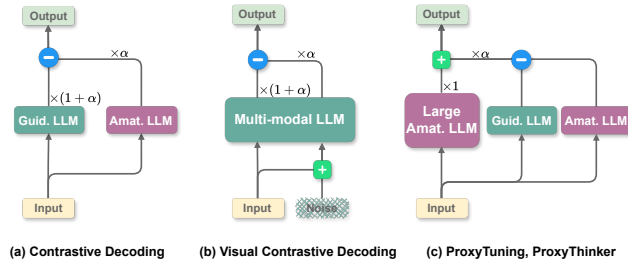 Output
×α
×(1 + α)
Guid. LLM
Amat. LLM
Input
(a) Contrastive Decoding
Output
×α
×(1 + α)
Multi-modal LLM
Input
Noise
(b) Visual Contrastive Decoding
Output
×α
×1
Large
Amat. LLM
Guid. LLM
Amat. LLM
Input
(c) ProxyTuning, ProxyThinker